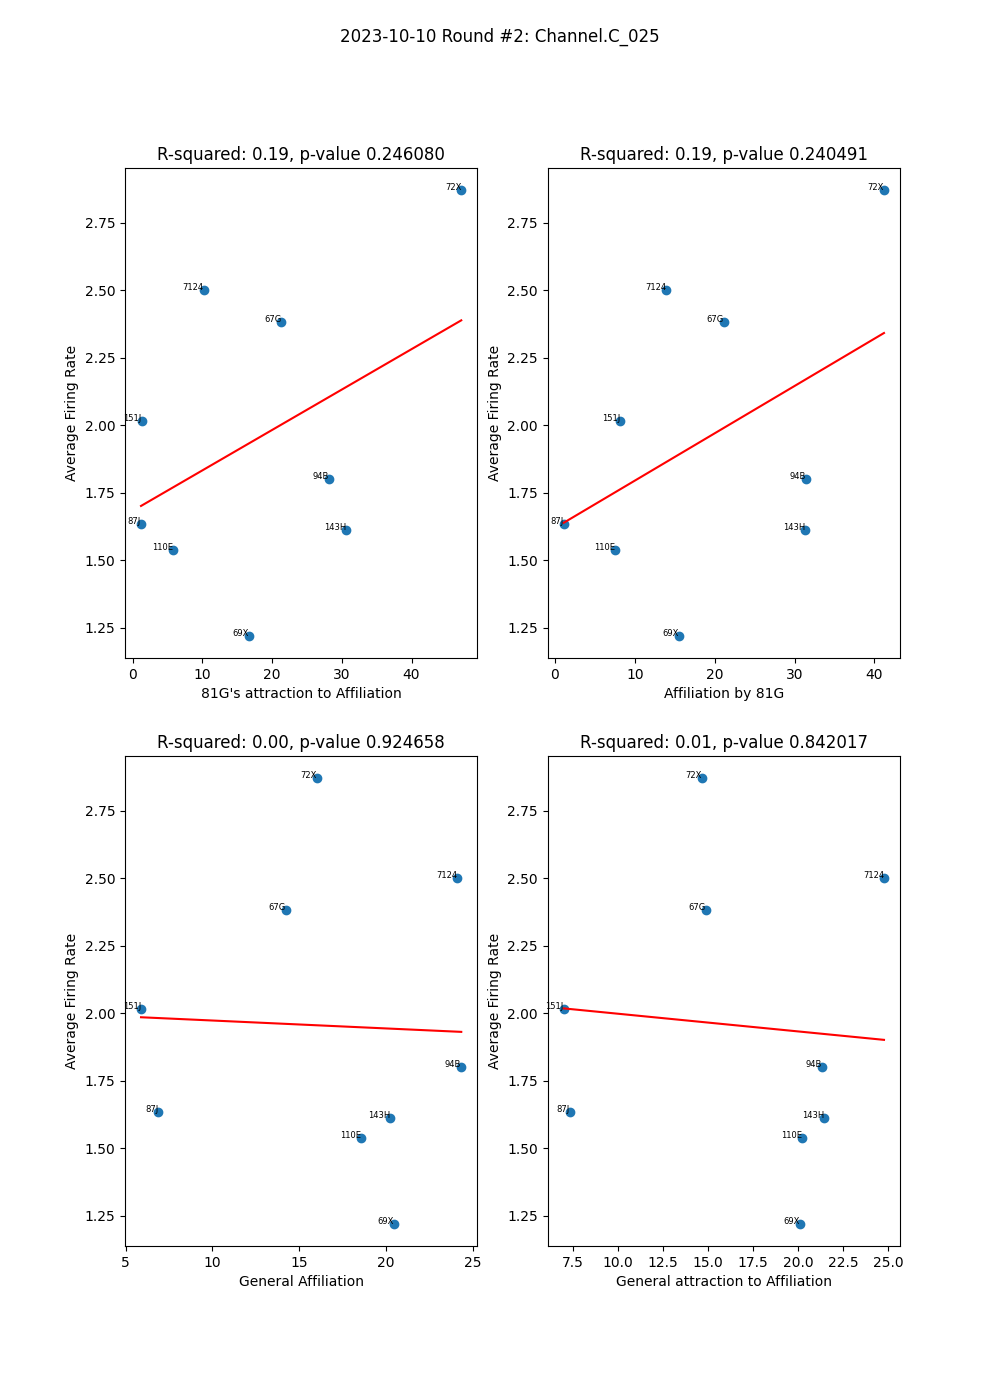 2023-10-10 Round #2: Channel.C_025
R-squared: 0.19, p-value 0.246080
72X
2.75
7124
2.50
67G
2.25
Average Firing Rate
151J
2.00
94B
1.75
87J
143H
110E
1.50
69X
1.25
0 10 20 30 40
81G's attraction to Affiliation
R-squared: 0.19, p-value 0.240491
72X
2.75
7124
2.50
67G
2.25
Average Firing Rate
151J
2.00
94B
1.75
87J
143H
110E
1.50
69X
1.25
0 10 20 30 40
Affiliation by 81G
R-squared: 0.00, p-value 0.924658
72X
2.75
7124
2.50
67G
2.25
Average Firing Rate
151J
2.00
94B
1.75
87J
143H
110E
1.50
69X
1.25
5 10 15 20 25
General Affiliation
R-squared: 0.01, p-value 0.842017
72X
2.75
7124
2.50
67G
2.25
Average Firing Rate
151J
2.00
94B
1.75
87J
143H
110E
1.50
69X
1.25
7.5 10.0 12.5 15.0 17.5 20.0 22.5 25.0
General attraction to Affiliation